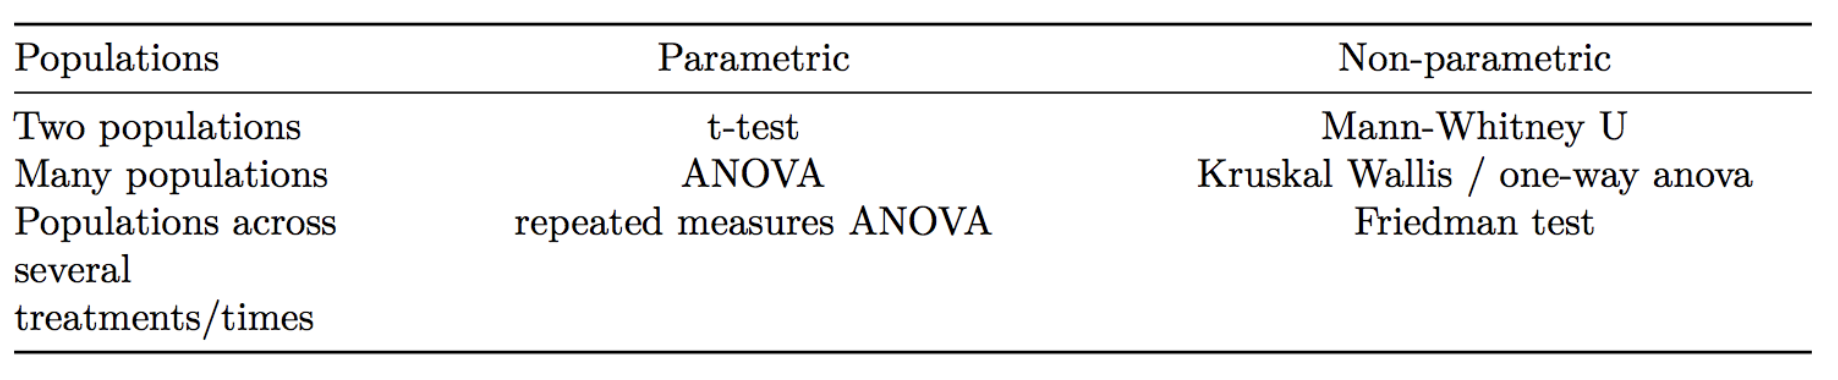 Populations Parametric Non-parametric
Two populations t-test Mann-Whitney U
Many populations ANOVA Kruskal Wallis / one-way anova
Populations across repeated measures ANOVA Friedman test
several
treatments/times